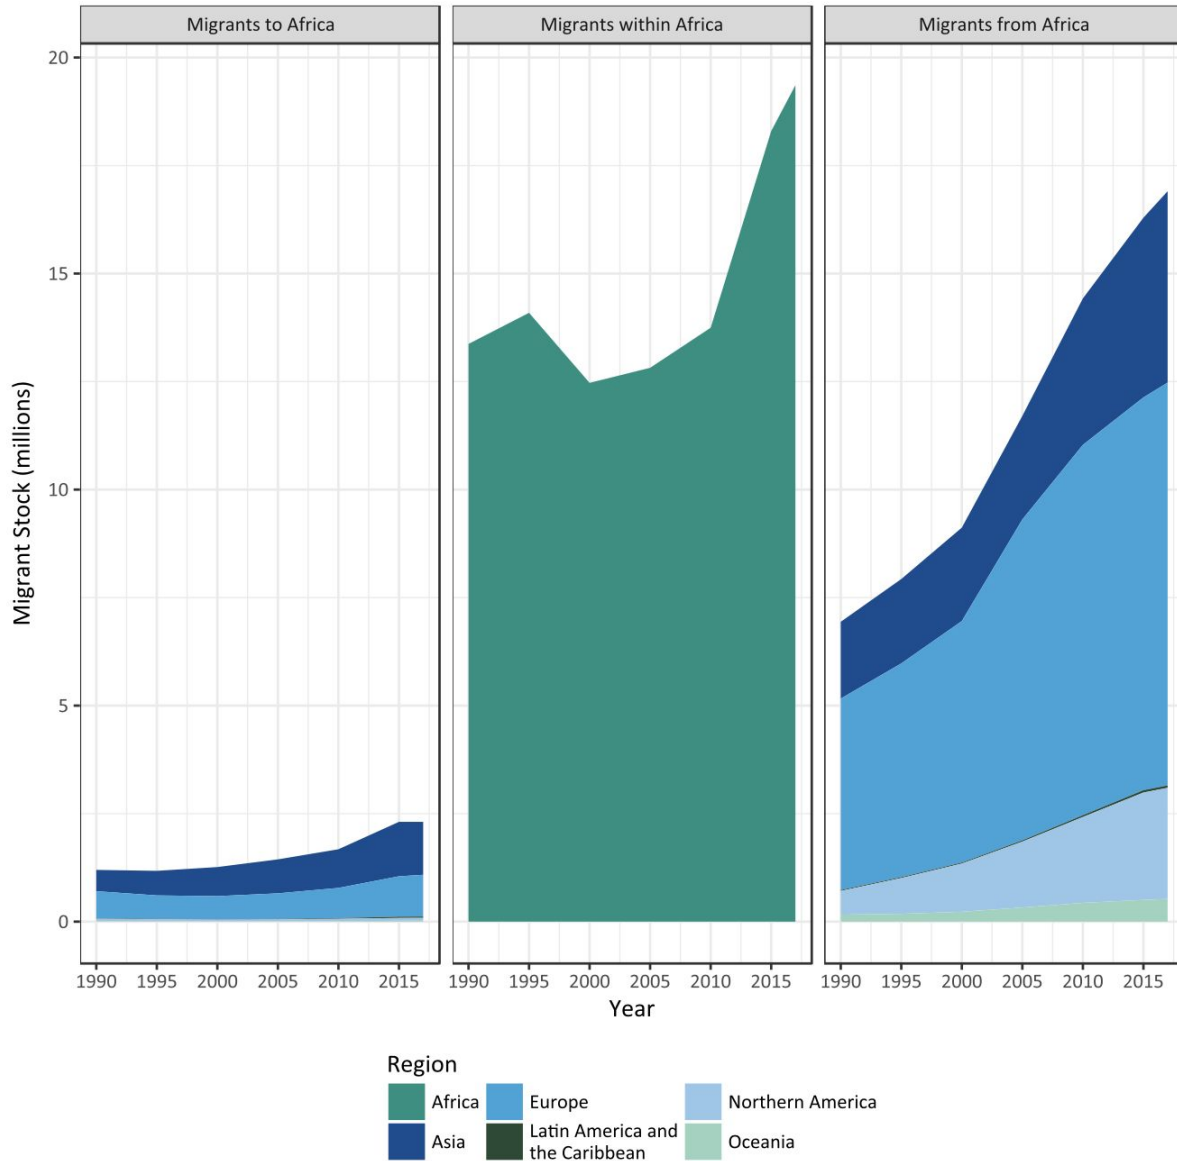 Migrants to Africa
Migrants within Africa
Migrants from Africa
20
15
10
5
0
Migrant Stock (millions)
1990 1995 2000 2005 2010 2015
1990 1995 2000 2005 2010 2015
1990 1995 2000 2005 2010 2015
Year
Region
Africa
Europe
Northern America
Asia
Latin America and
the Caribbean
Oceania